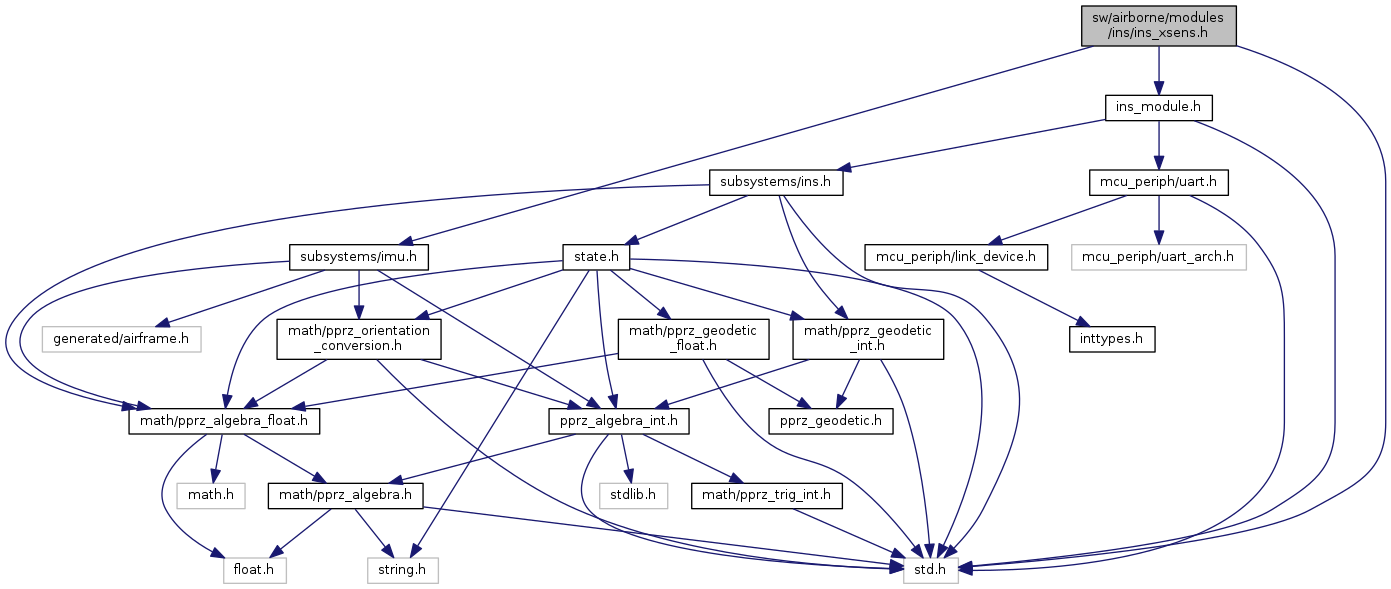 sw/airborne/modules
/ins/ins_xsens.h
ins_module.h
subsystems/ins.h
mcu_periph/uart.h
subsystems/imu.h
state.h
mcu_periph/link_device.h
mcu_periph/uart_arch.h
generated/airframe.h
math/pprz_orientation
_conversion.h
math/pprz_geodetic
_float.h
math/pprz_geodetic
_int.h
inttypes.h
math/pprz_algebra_float.h
pprz_algebra_int.h
pprz_geodetic.h
math.h
math/pprz_algebra.h
stdlib.h
math/pprz_trig_int.h
float.h
string.h
std.h